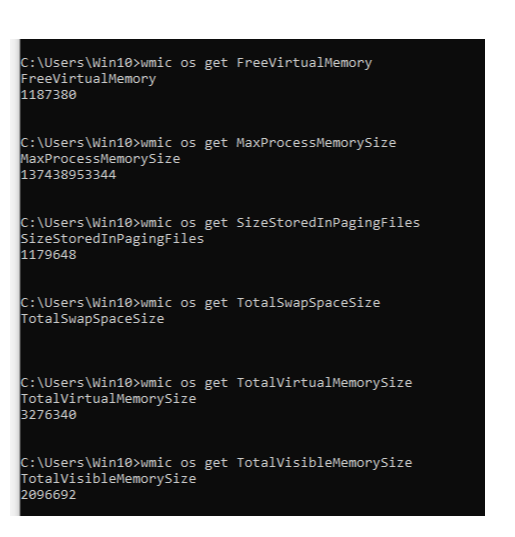 C:\Users\Win10>wmic os get FreeVirtualMemory
FreeVirtualMemory
1187380
C:\Users\Win10>wmic os get MaxProcessMemorySize
MaxProcessMemorySize
137438953344
C:\Users\Win10>wmic os get SizeStoredInPagingFiles
SizeStoredInPagingFiles
1179648
C:\Users\Win10>wmic os get TotalSwapSpaceSize
TotalSwapSpaceSize
C:\Users\Win10>wmic os get TotalVirtualMemorySize
TotalVirtualMemorySize
3276340
C:\Users\Win10>wmic os get TotalVisibleMemorySize
TotalVisibleMemorySize
2096692